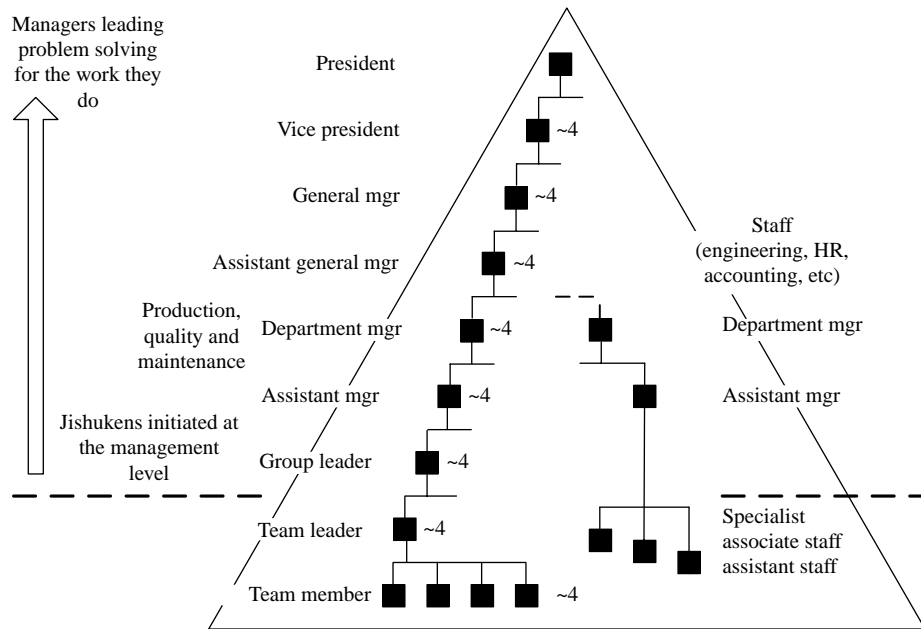 Managers leading
problem solving
for the work they
do
President
Vice president
~4
General mgr
~4
Staff
(engineering, HR,
accounting, etc)
Assistant general mgr
~4
Production,
quality and
maintenance
Department mgr
~4
Department mgr
Assistant mgr
~4
Assistant mgr
Jishukens initiated at
the management
level
Group leader
~4
Team leader
~4
Specialist
associate staff
assistant staff
Team member
~4